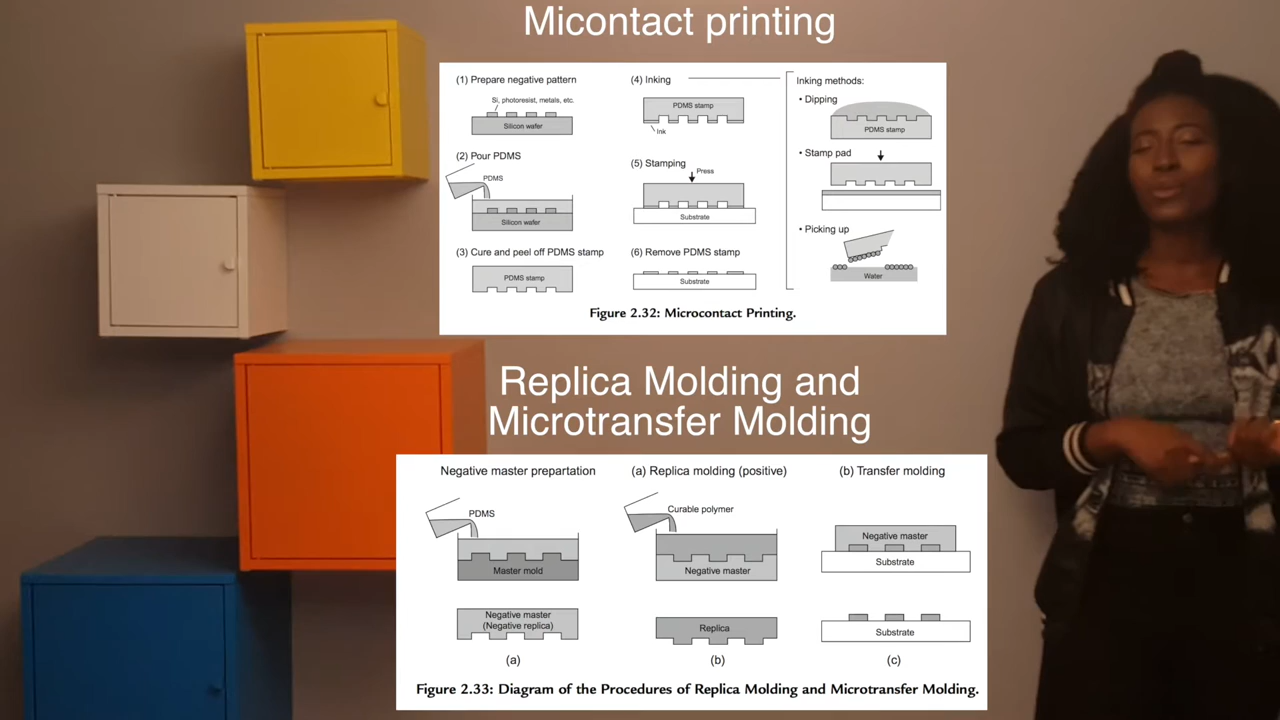 Micontact printing
(1) Prepare negative pattern
Si, photoresist, metals, etc.
Silicon wafer
(2) Pour PDMS
PDMS
Silicon wafer
(3) Cure and peel off PDMS stamp
PDMS stamp
(4) Inking
PDMS stamp
Ink
(5) Stamping
Press
Substrate
(6) Remove PDMS stamp
Substrate
Inking methods:
• Dipping
PDMS stamp
• Stamp pad
• Picking up
Water
Figure 2.32: Microcontact Printing.
Replica Molding and
Microtransfer Molding
Negative master prepartation
PDMS
Master mold
Negative master
(Negative replica)
(a)
(a) Replica molding (positive)
Curable polymer
Negative master
Replica
(b)
(b) Transfer molding
Negative master
Substrate
Substrate
(c)
Figure 2.33: Diagram of the Procedures of Replica Molding and Microtransfer Molding.